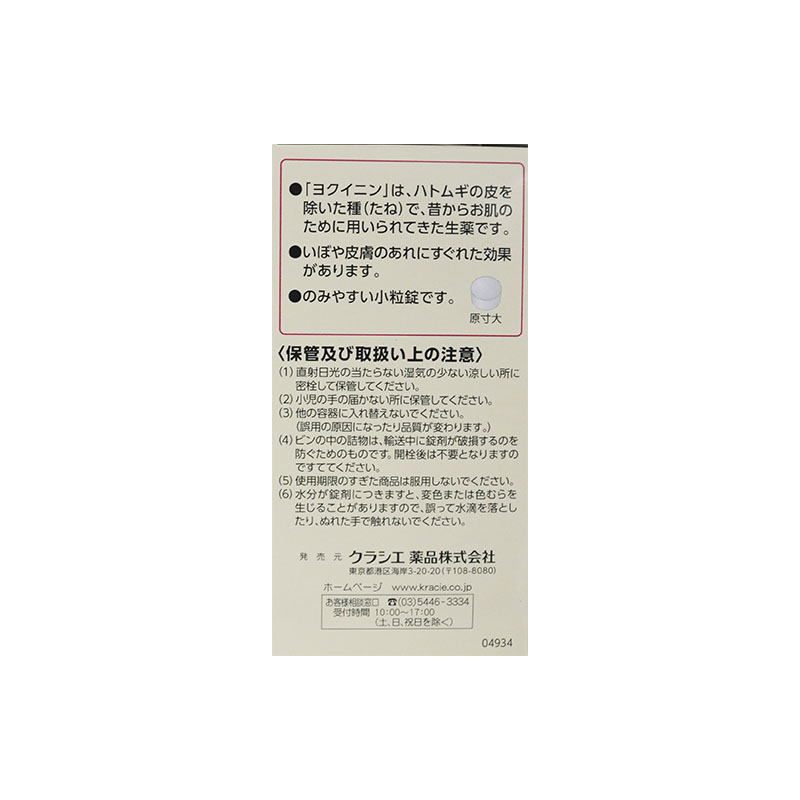 ●「ヨクイニン」は、ハトムギの皮を
除いた種(たね)で、昔からお肌の
ために用いられてきた生薬です。
●いぼや皮膚のあれにすぐれた効果
があります。
●のみやすい小粒錠です。
原寸大
〈保管及び取扱い上の注意〉
(1) 直射日光の当たらない湿気の少ない涼しい所に
密栓して保管してください。
(2) 小児の手の届かない所に保管してください。
(3) 他の容器に入れ替えないでください。
(誤用の原因になったり品質が変わります。)
(4) ビンの中の詰物は、輸送中に錠剤が破損するのを
防ぐためのものです。開栓後は不要となりますの
ですててください。
(5) 使用期限のすぎた商品は服用しないでください。
(6) 水分が錠剤につきますと、変色または色むらを
生じることがありますので、誤って水滴を落とし
たり、ぬれた手で触れないでください。
発売元 クラシエ薬品株式会社
東京都港区海岸3-20-20(〒108-8080)
ホームページ www.kracie.co.jp
お客様相談窓口 ☎(03)5446-3334
受付時間 10:00〜17:00
(土、日、祝日を除く)
04934